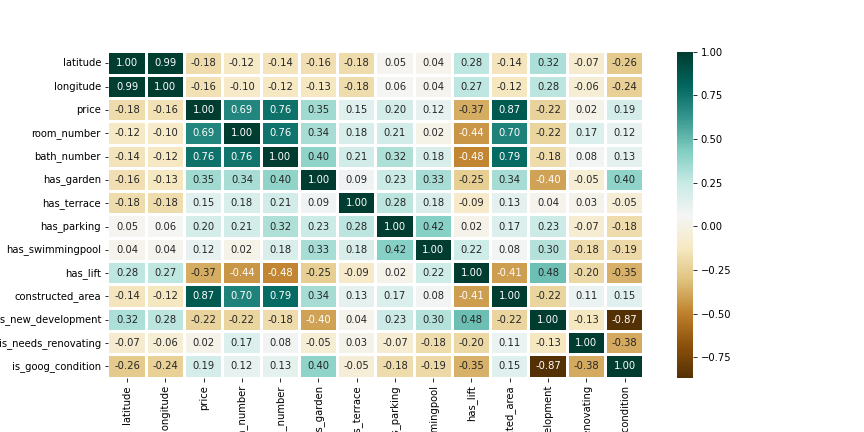 latitude 1.00 0.99 -0.18 -0.12 -0.14 -0.16 -0.18 0.05 0.04 0.28 -0.14 0.32 -0.07 -0.26
longitude 0.99 1.00 -0.16 -0.10 -0.12 -0.13 -0.18 0.06 0.04 0.27 -0.12 0.28 -0.06 -0.24
price -0.18 -0.16 1.00 0.69 0.76 0.35 0.15 0.20 0.12 -0.37 0.87 -0.22 0.02 0.19
room_number -0.12 -0.10 0.69 1.00 0.76 0.34 0.18 0.21 0.02 -0.44 0.70 -0.22 0.17 0.12
bath_number -0.14 -0.12 0.76 0.76 1.00 0.40 0.21 0.32 0.18 -0.48 0.79 -0.18 0.08 0.13
has_garden -0.16 -0.13 0.35 0.34 0.40 1.00 0.09 0.23 0.33 -0.25 0.34 -0.40 -0.05 0.40
has_terrace -0.18 -0.18 0.15 0.18 0.21 0.09 1.00 0.28 0.18 -0.09 0.13 0.04 0.03 -0.05
has_parking 0.05 0.06 0.20 0.21 0.32 0.23 0.28 1.00 0.42 0.02 0.17 0.23 -0.07 -0.18
has_swimmingpool 0.04 0.04 0.12 0.02 0.18 0.33 0.18 0.42 1.00 0.22 0.08 0.30 -0.18 -0.19
has_lift 0.28 0.27 -0.37 -0.44 -0.48 -0.25 -0.09 0.02 0.22 1.00 -0.41 0.48 -0.20 -0.35
constructed_area -0.14 -0.12 0.87 0.70 0.79 0.34 0.13 0.17 0.08 -0.41 1.00 -0.22 0.11 0.15
s_new_development 0.32 0.28 -0.22 -0.22 -0.18 -0.40 0.04 0.23 0.30 0.48 -0.22 1.00 -0.13 -0.87
is_needs_renovating -0.07 -0.06 0.02 0.17 0.08 -0.05 0.03 -0.07 -0.18 -0.20 0.11 -0.13 1.00 -0.38
is_goog_condition -0.26 -0.24 0.19 0.12 0.13 0.40 -0.05 -0.18 -0.19 -0.35 0.15 -0.87 -0.38 1.00
latitude
ongitude
price
_number
_number
s_garden
s_terrace
s_parking
mingpool
has_lift
ted_area
elopment
enovating
condition
1.00
0.75
0.50
0.25
0.00
−0.25
−0.50
−0.75